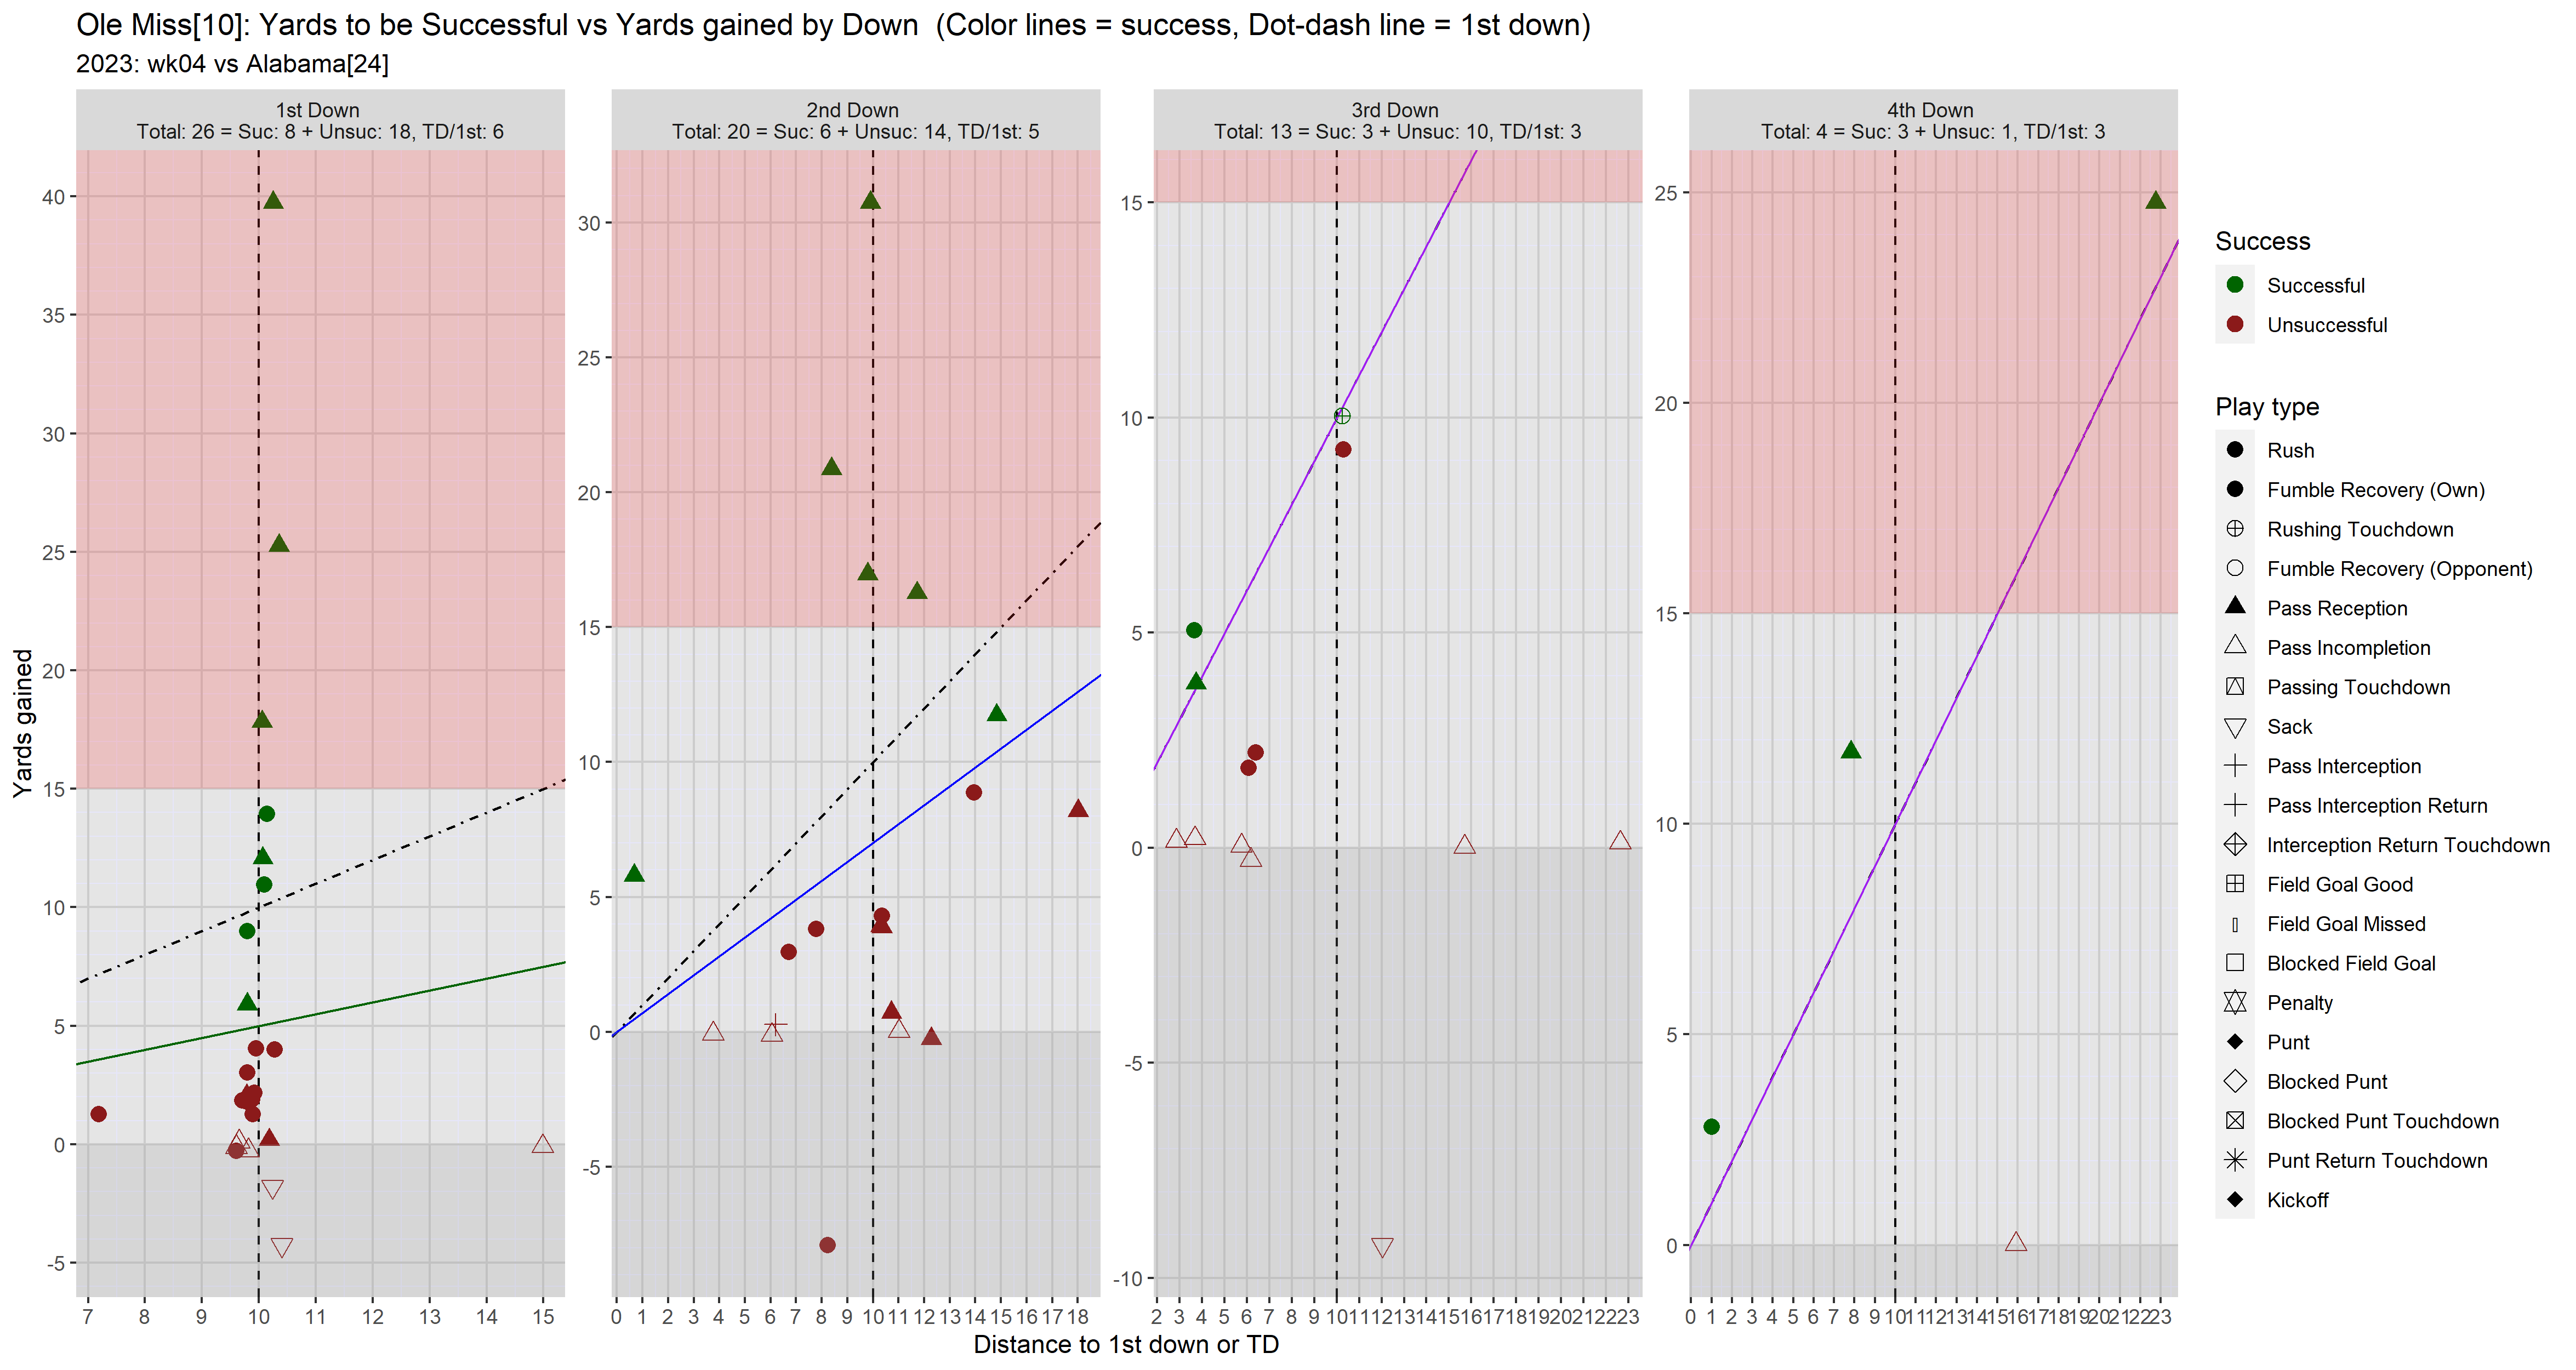 Ole Miss[10]: Yards to be Successful vs Yards gained by Down  (Color lines = success, Dot-dash line = 1st down)
2023: wk04 vs Alabama[24]
1st Down
Total: 26 = Suc: 8 + Unsuc: 18, TD/1st: 6
2nd Down
Total: 20 = Suc: 6 + Unsuc: 14, TD/1st: 5
3rd Down
Total: 13 = Suc: 3 + Unsuc: 10, TD/1st: 3
4th Down
Total: 4 = Suc: 3 + Unsuc: 1, TD/1st: 3
Yards gained
40
35
30
25
20
15
10
5
0
-5
7 8 9 10 11 12 13 14 15
30
25
20
15
10
5
0
-5
0 1 2 3 4 5 6 7 8 9 10 11 12 13 14 15 16 17 18
15
10
5
0
-5
-10
2 3 4 5 6 7 8 9 10 11 12 13 14 15 16 17 18 19 20 21 22 23
25
20
15
10
5
0
0 1 2 3 4 5 6 7 8 9 10 11 12 13 14 15 16 17 18 19 20 21 22 23
Distance to 1st down or TD
Success
Successful
Unsuccessful
Play type
Rush
Fumble Recovery (Own)
Rushing Touchdown
Fumble Recovery (Opponent)
Pass Reception
Pass Incompletion
Passing Touchdown
Sack
Pass Interception
Pass Interception Return
Interception Return Touchdown
Field Goal Good
Field Goal Missed
Blocked Field Goal
Penalty
Punt
Blocked Punt
Blocked Punt Touchdown
Punt Return Touchdown
Kickoff